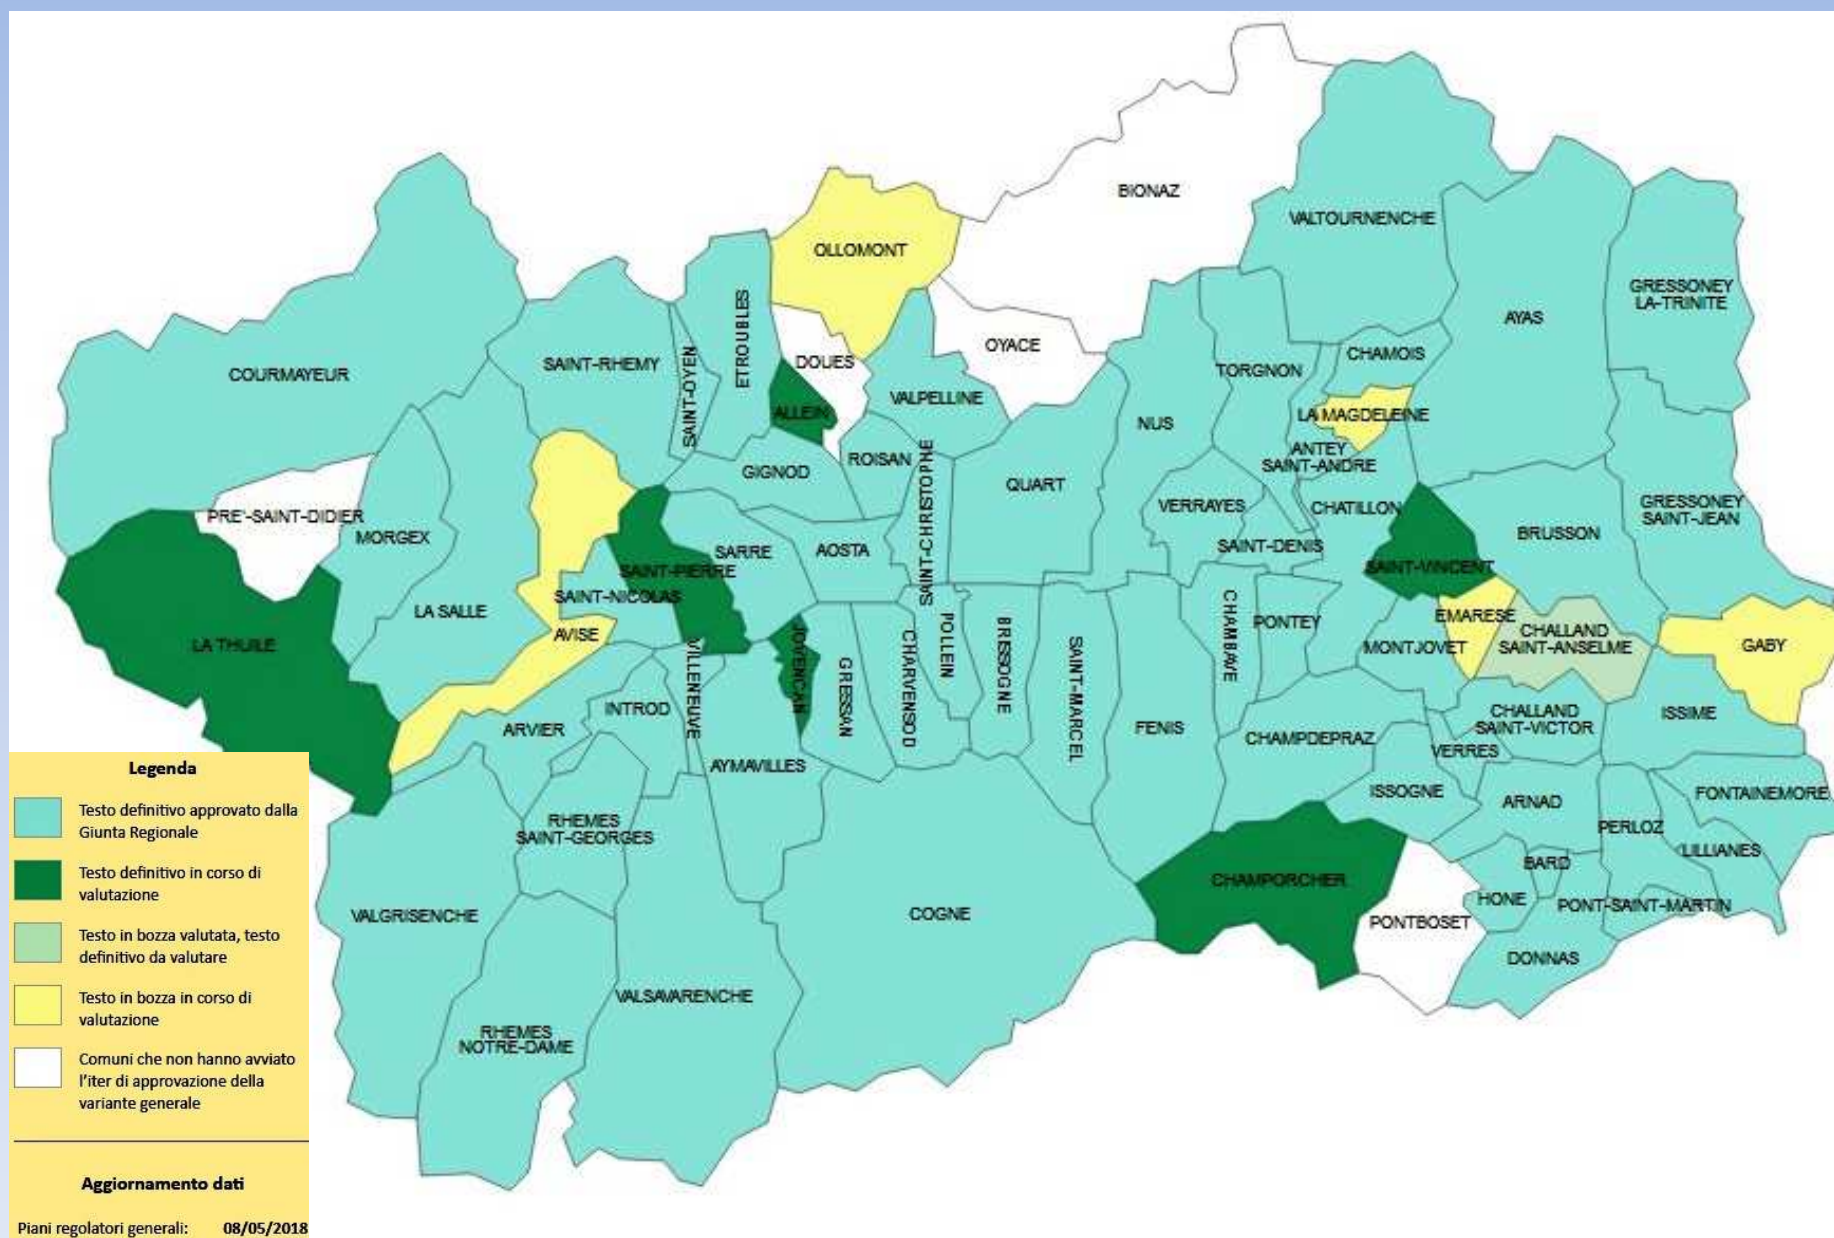 BIONAZ
VALTOURNENCHE
OLLOMONT
GRESSONEY
LA-TRINITE
AYAS
ETROUBLES
OYACE
CHAMOIS
DOUES
SAINT-RHEMY
SAINT-OYEN
TORGNON
COURMAYEUR
VALPELLINE
ALLEIN
LA MAGDELEINE
NUS
ANTEY
SAINT-ANDRE
ROISAN
GIGNOD
QUART
SAINT-CHRISTOPHE
VERRAYES
CHATILLON
GRESSONEY
SAINT-JEAN
PRE'-SAINT-DIDIER
MORGEX
BRUSSON
SAINT-DENIS
AOSTA
SARRE
SAINT-VINCENT
SAINT-PIERRE
SAINT-NICOLAS
LA SALLE
EMARESE
PONTEY
CHAMBAVE
AVISE
LA THUILE
CHALLAND
SAINT-ANSELME
MONTJOVET
GABY
VILLENEUVE
JOVENCAN
GRESSAN
CHARVENSOD
POLLEIN
BRISSOGNE
SAINT-MARCEL
INTROD
ARVIER
FENIS
CHALLAND
SAINT-VICTOR
ISSIME
CHAMPDEPRAZ
VERRES
AYMAVILLES
ISSOGNE
ARNAD
FONTAINEMORE
RHEMES
SAINT-GEORGES
PERLOZ
LILLIANES
BARD
CHAMPORCHER
HONE
PONT-SAINT-MARTIN
VALGRISENCHE
COGNE
PONTBOSET
DONNAS
VALSAVARENCHE
RHEMES
NOTRE-DAME
Legenda
Testo definitivo approvato dalla
Giunta Regionale
Testo definitivo in corso di
valutazione
Testo in bozza valutata, testo
definitivo da valutare
Testo in bozza in corso di
valutazione
Comuni che non hanno avviato
l'iter di approvazione della
variante generale
Aggiornamento dati
Piani regolatori generali: 08/05/2018